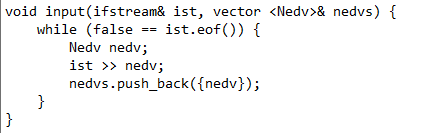 void input(ifstream& ist, vector <Nedv>& nedvs) {
    while (false == ist.eof()) {
        Nedv nedv;
        ist >> nedv;
        nedvs.push_back({nedv});
    }
}